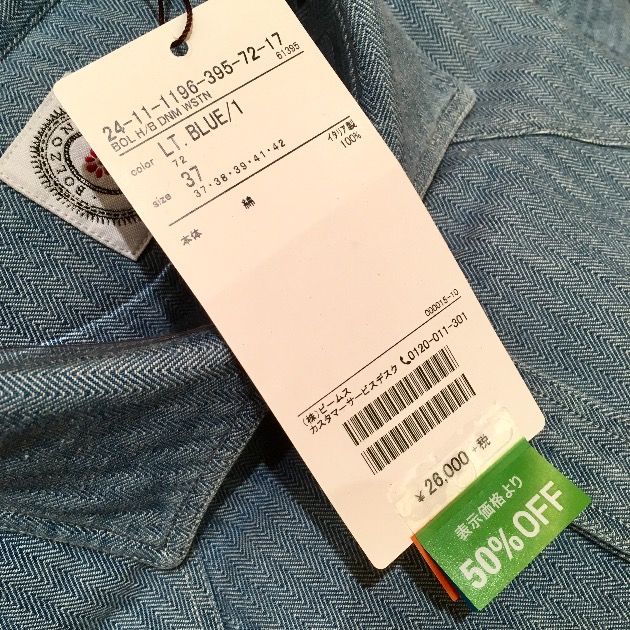 24-11-1196-395-72-17
61395
BOL H/B DNM WSTN
color LT. BLUE/1
72
size 37
37・38・39・41・42
イタリア製
本体 綿 100%
000015-10
(株)ビームス
カスタマーサービスデスク 0120-011-301
¥26,000 +税
表示価格より
50%OFF
BOLZON